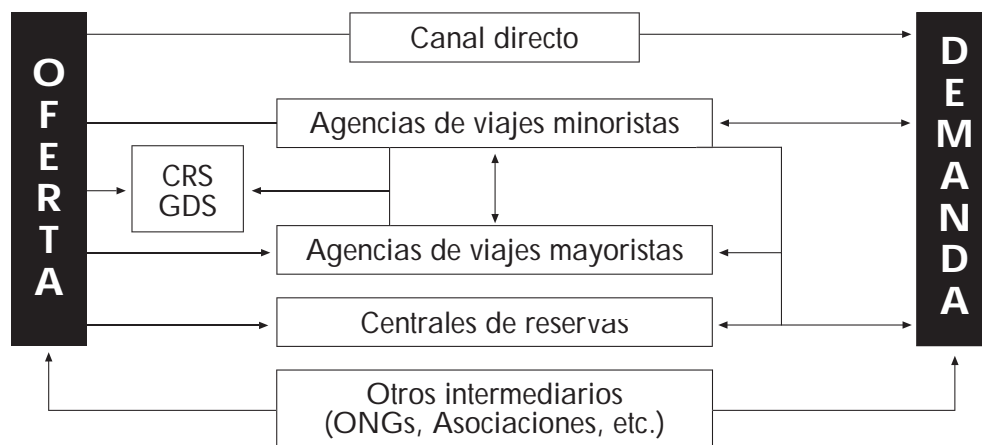 OFERTA
Canal directo
Agencias de viajes minoristas
CRS
GDS
Agencias de viajes mayoristas
Centrales de reservas
Otros intermediarios
(ONGs, Asociaciones, etc.)
DEMANDA